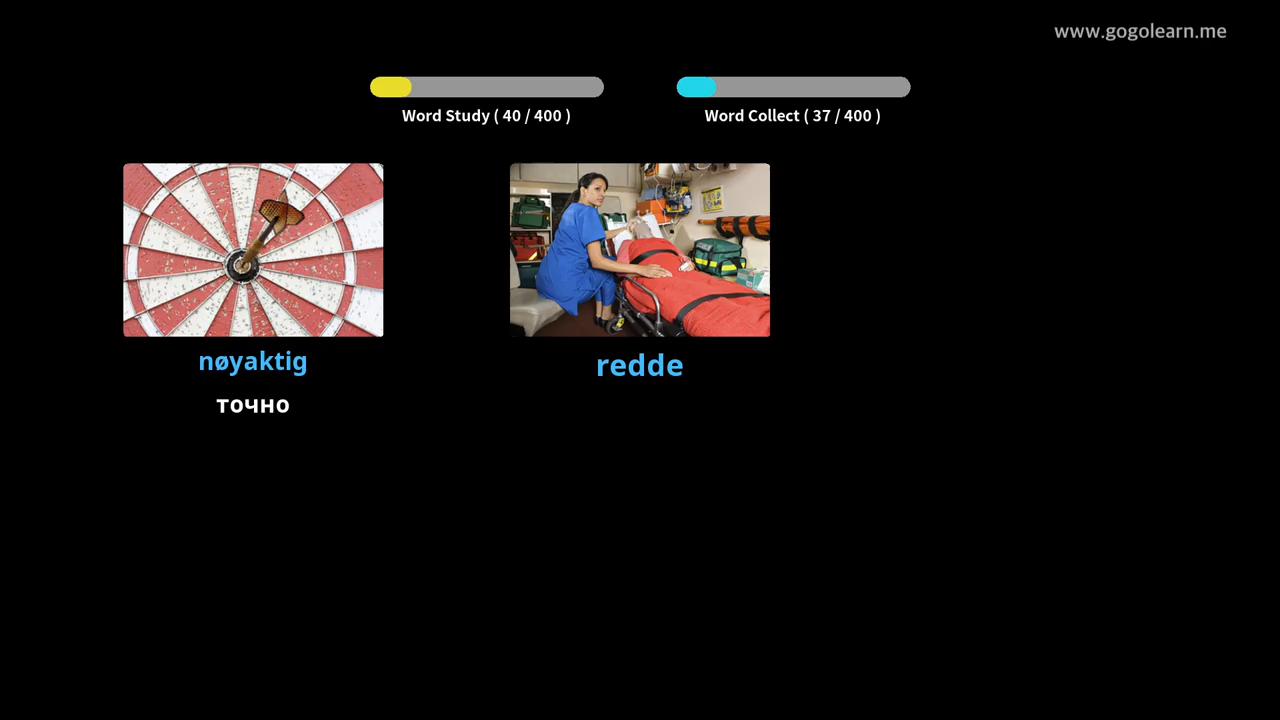 www.gogolearn.me
Word Study ( 40 / 400 )
Word Collect ( 37 / 400 )
nøyaktig
точно
redde